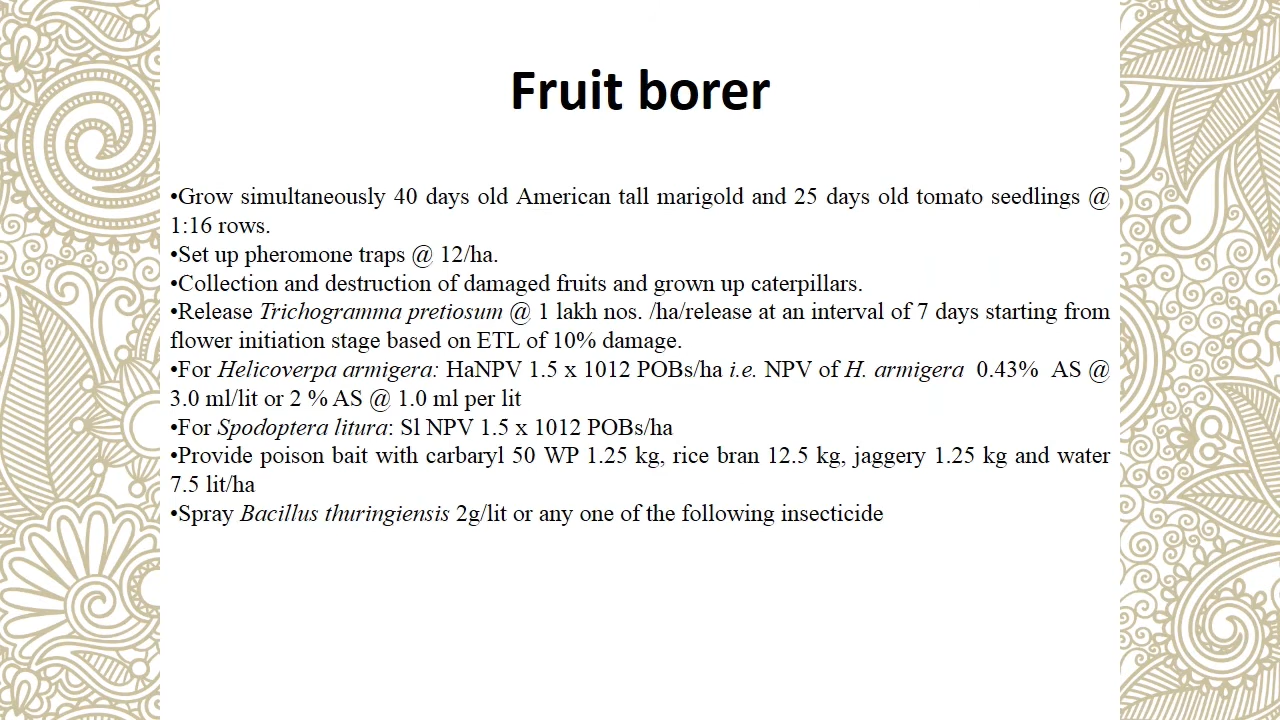 Fruit borer
•Grow simultaneously 40 days old American tall marigold and 25 days old tomato seedlings @
1:16 rows.
•Set up pheromone traps @ 12/ha.
•Collection and destruction of damaged fruits and grown up caterpillars.
•Release Trichogramma pretiosum @ 1 lakh nos. /ha/release at an interval of 7 days starting from
flower initiation stage based on ETL of 10% damage.
•For Helicoverpa armigera: HaNPV 1.5 x 1012 POBs/ha i.e. NPV of H. armigera 0.43% AS @
3.0 ml/lit or 2 % AS @ 1.0 ml per lit
•For Spodoptera litura: Sl NPV 1.5 x 1012 POBs/ha
•Provide poison bait with carbaryl 50 WP 1.25 kg, rice bran 12.5 kg, jaggery 1.25 kg and water
7.5 lit/ha
•Spray Bacillus thuringiensis 2g/lit or any one of the following insecticide